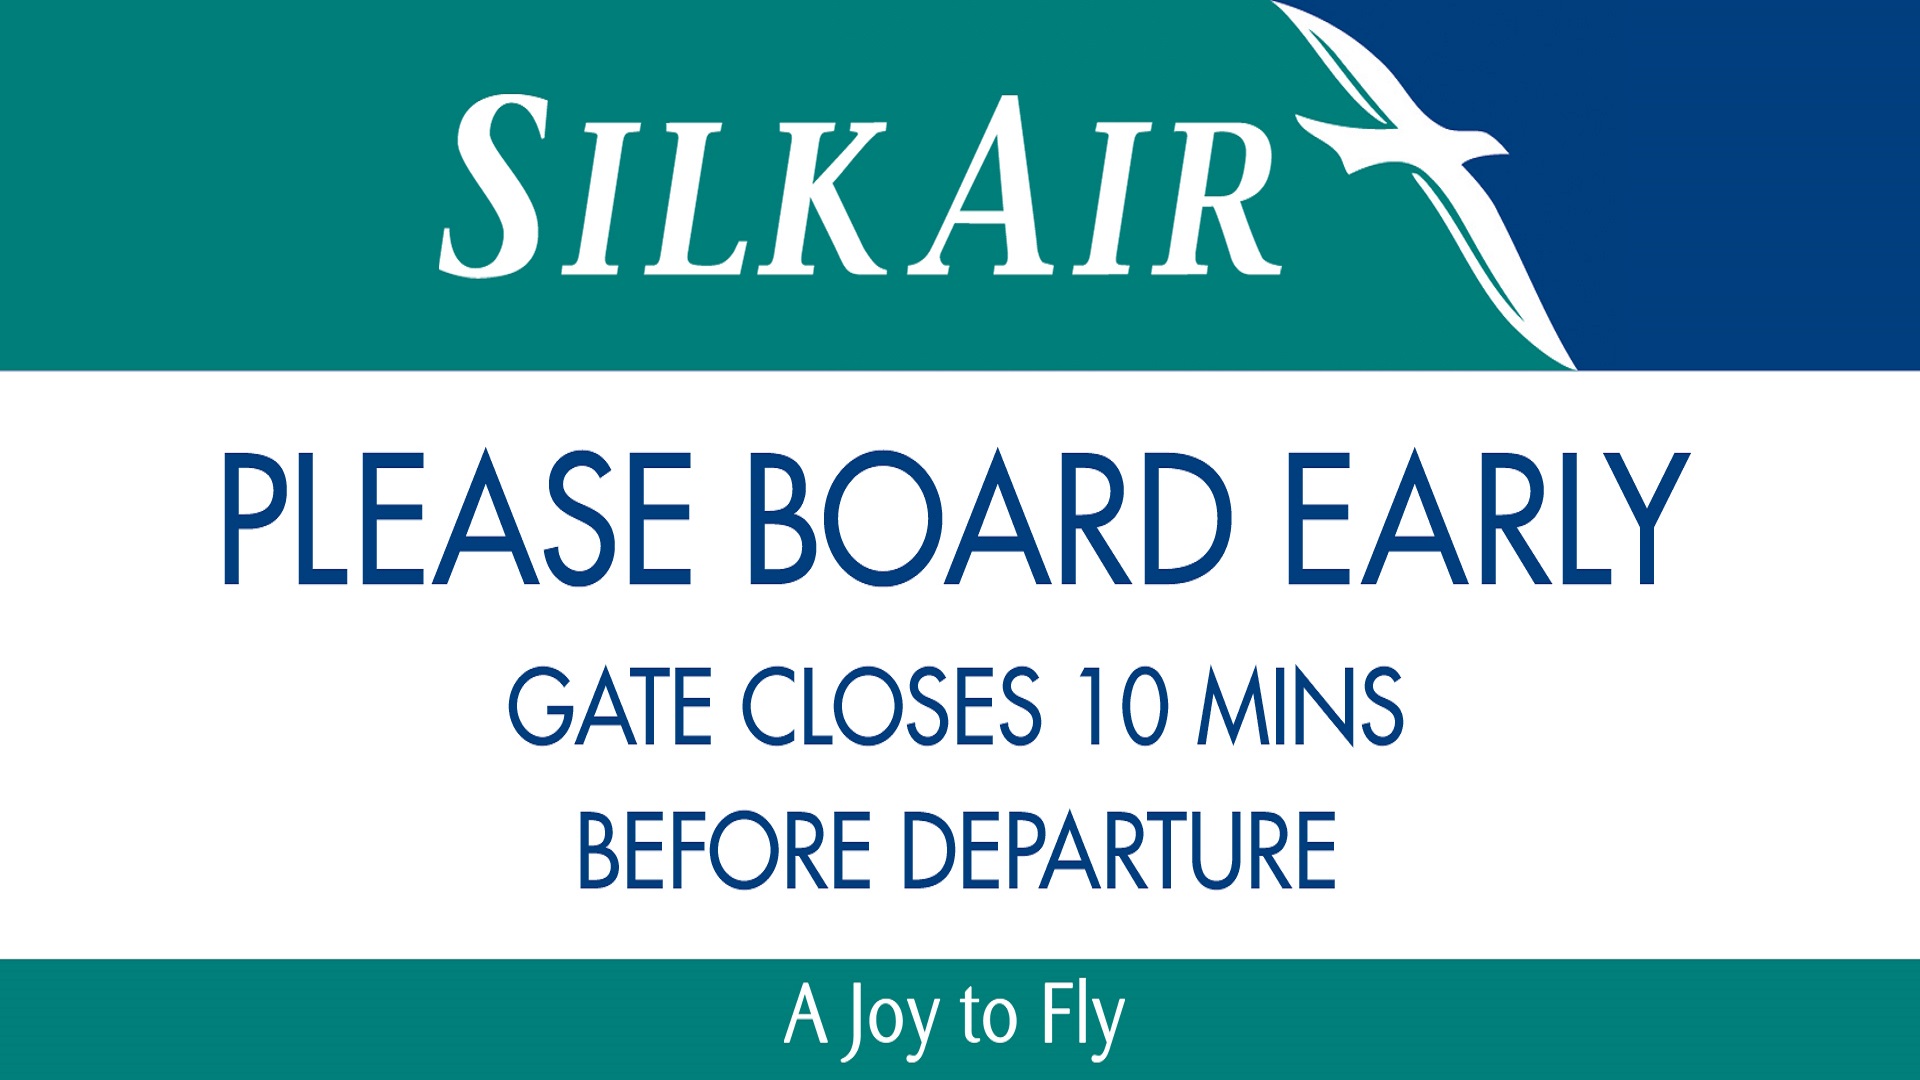 SILKAIR
PLEASE BOARD EARLY
GATE CLOSES 10 MINS
BEFORE DEPARTURE
A Joy to Fly